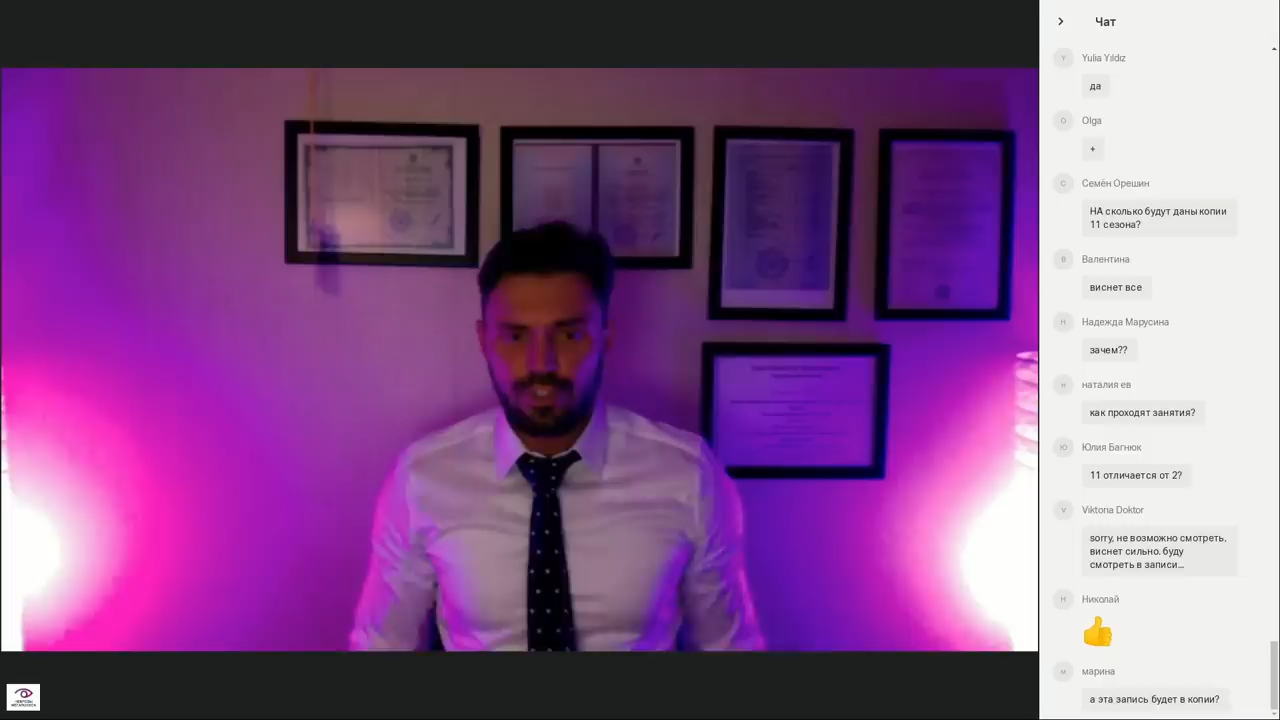 Чат
Y
Yulia Yıldız
да
O
Olga
+
С
Семён Орешин
НА сколько будут даны копии
11 сезона?
В
Валентина
виснет все
Н
Надежда Марусина
зачем??
н
наталия ев
как проходят занятия?
Ю
Юлия Багнюк
11 отличается от 2?
V
Viktoria Doktor
sorry, не возможно смотреть,
виснет сильно. буду
смотреть в записи...
Н
Николай
м
марина
а эта запись будет в копии?